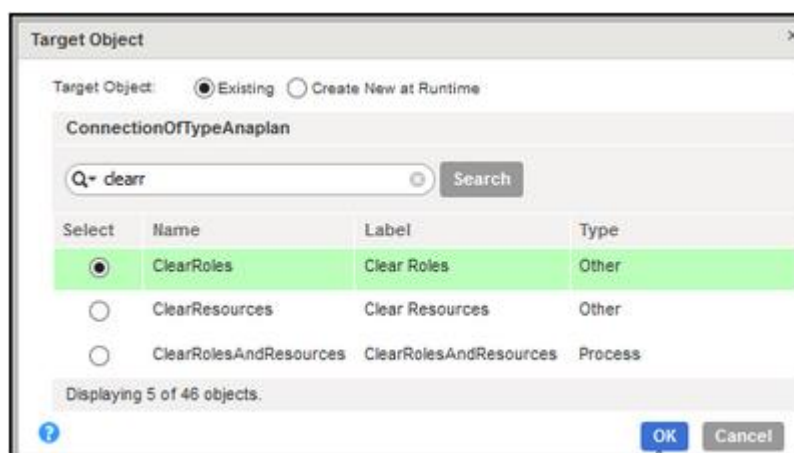 Target Object
Target Object: Existing Create New at Runtime
ConnectionOfTypeAnaplan
clearr Search
Select Name Label Type
ClearRoles Clear Roles Other
ClearResources Clear Resources Other
ClearRolesAndResources ClearRolesAndResources Process
Displaying 5 of 46 objects.
? OK Cancel